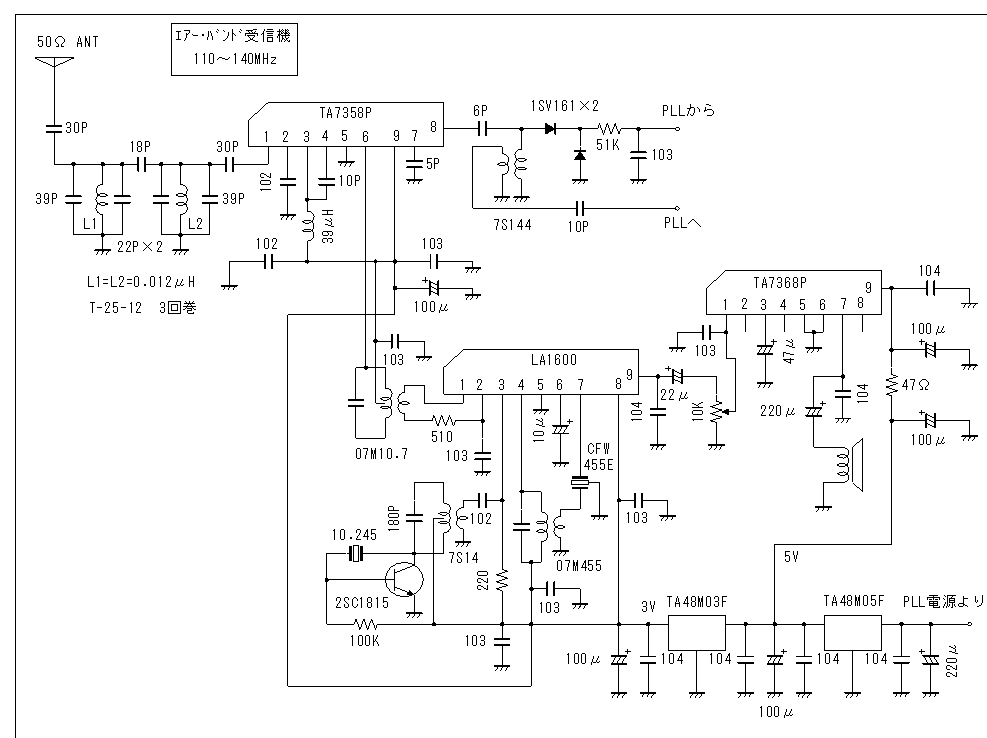 エアー・バンド受信機
110～140MHz
50Ω ANT
30P
18P
30P
39P
L1
L2
39P
22P×2
L1=L2=0.012μH
T-25-12 3回巻
TA7358P
1 2 3 4 5 6 9 7 8
102
10P
39μH
5P
6P
1SV161×2
51K
103
PLLから
PLLへ
7S144
10P
102
103
100μ
103
LA1600
1 2 3 4 5 6 7 8 9
510
07M10.7
103
10μ
CFW
455E
104
22μ
10K
TA7368P
1 2 3 4 5 6 7 8 9
103
47μ
220μ
104
104
100μ
47Ω
100μ
180P
102
7S14
10.245
2SC1815
100K
220
07M455
103
103
103
3V
5V
TA48M03F
TA48M05F
PLL電源より
100μ
104
104
100μ
104
104
220μ